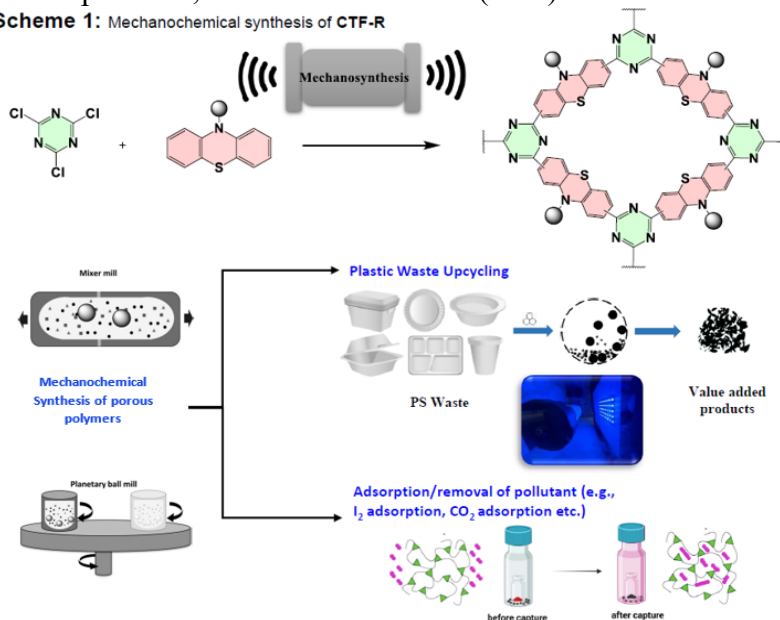 Scheme 1: Mechanochemical synthesis of CTF-R
Mechanosynthesis
Cl N Cl
N N
Cl
+
N
S
N
N N
N
S
N
S
N
N N
N
N N
S
N
S
N
N N
N
Mixer mill
Plastic Waste Upcycling
PS Waste
Value added
products
Mechanochemical
Synthesis of porous
polymers
Planetary ball mill
Adsorption/removal of pollutant (e.g.,
I2 adsorption, CO2 adsorption etc.)
before capture
after capture